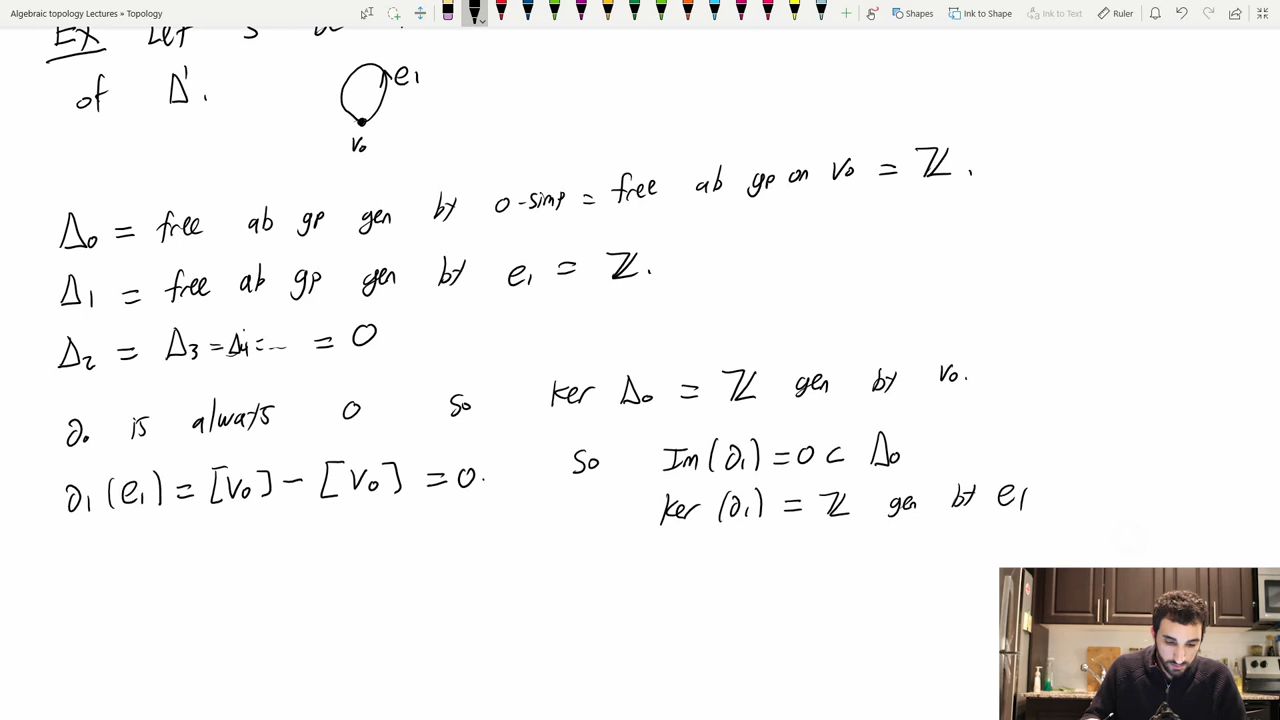 Algebraic topology Lectures » Topology
Shapes Ink to Shape Ink to Text Ruler
EX Let S
of Δ¹.
e₁
v₀
Δ₀ = free ab gp gen by 0-simp = free ab gp on v₀ = ℤ.
Δ₁ = free ab gp gen by e₁ = ℤ.
Δ₂ = Δ₃ = Δ₄ = ... = 0
∂₀ is always 0 so ker Δ₀ = ℤ gen by v₀.
∂₁(e₁) = [v₀] - [v₀] = 0. so Im(∂₁) = 0 ⊂ Δ₀
ker(∂₁) = ℤ gen by e₁